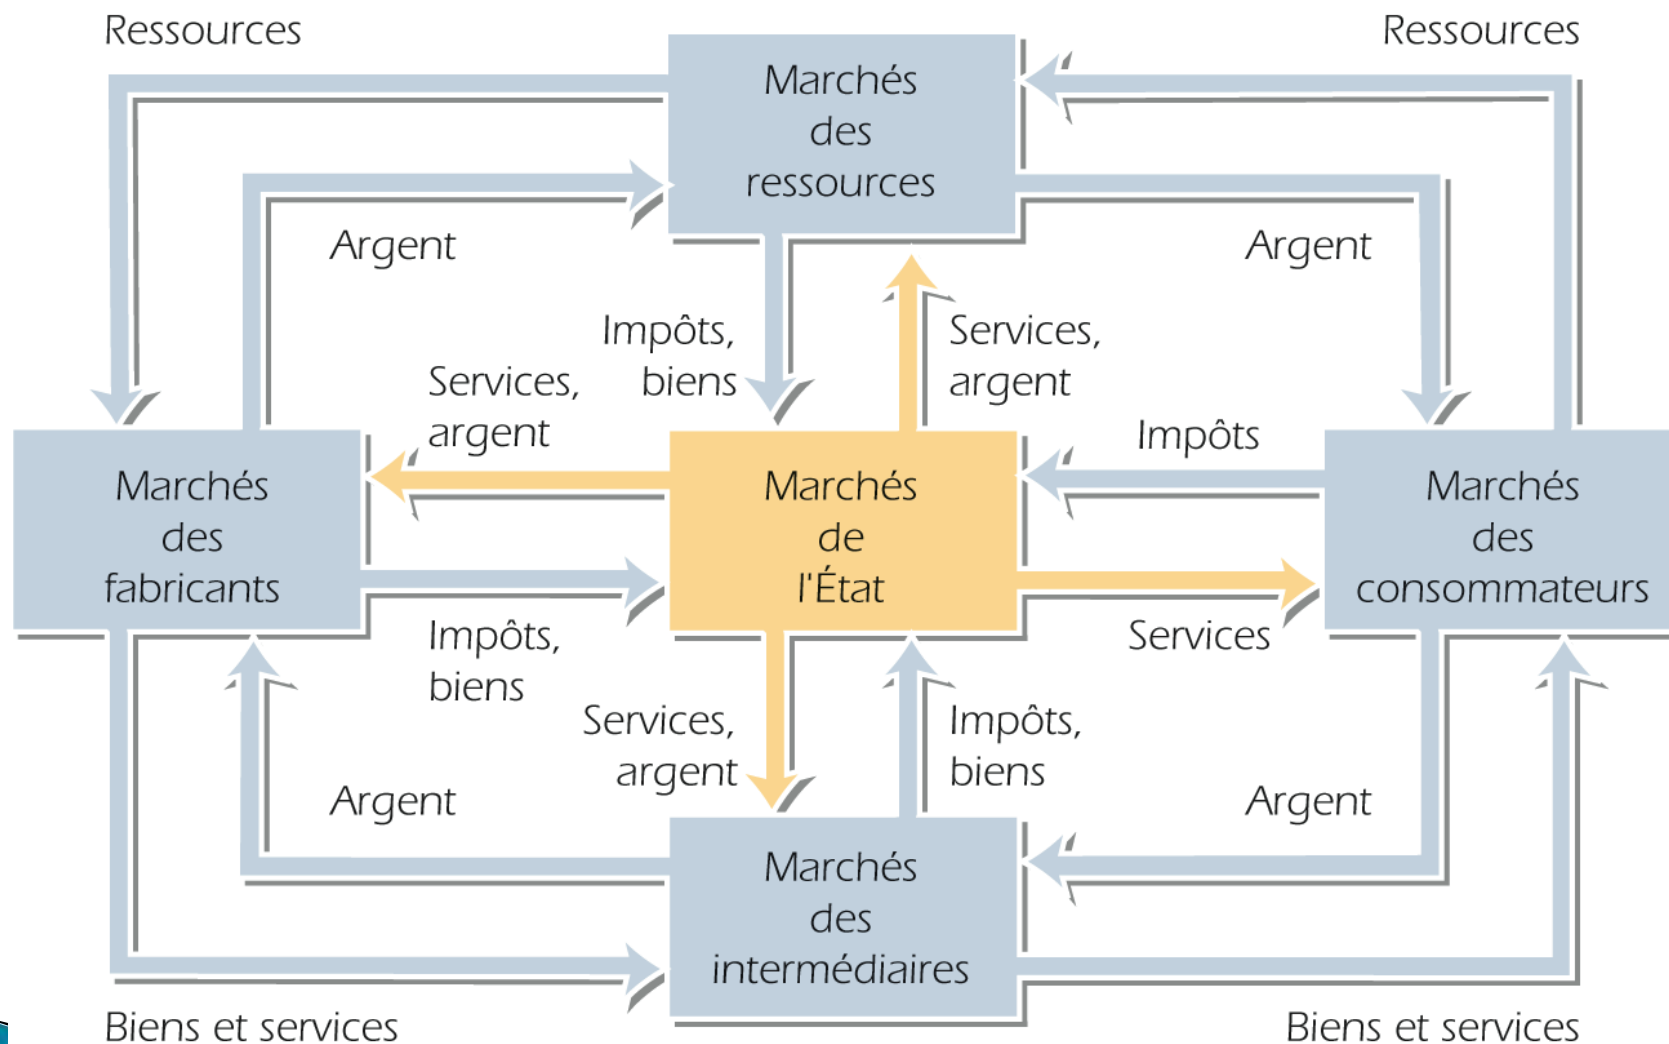 Ressources
Ressources
Marchés
des
ressources
Argent
Argent
Impôts,
biens
Services,
argent
Services,
argent
Impôts
Marchés
des
fabricants
Marchés
de
l'État
Marchés
des
consommateurs
Impôts,
biens
Services
Services,
argent
Impôts,
biens
Argent
Argent
Marchés
des
intermédiaires
Biens et services
Biens et services